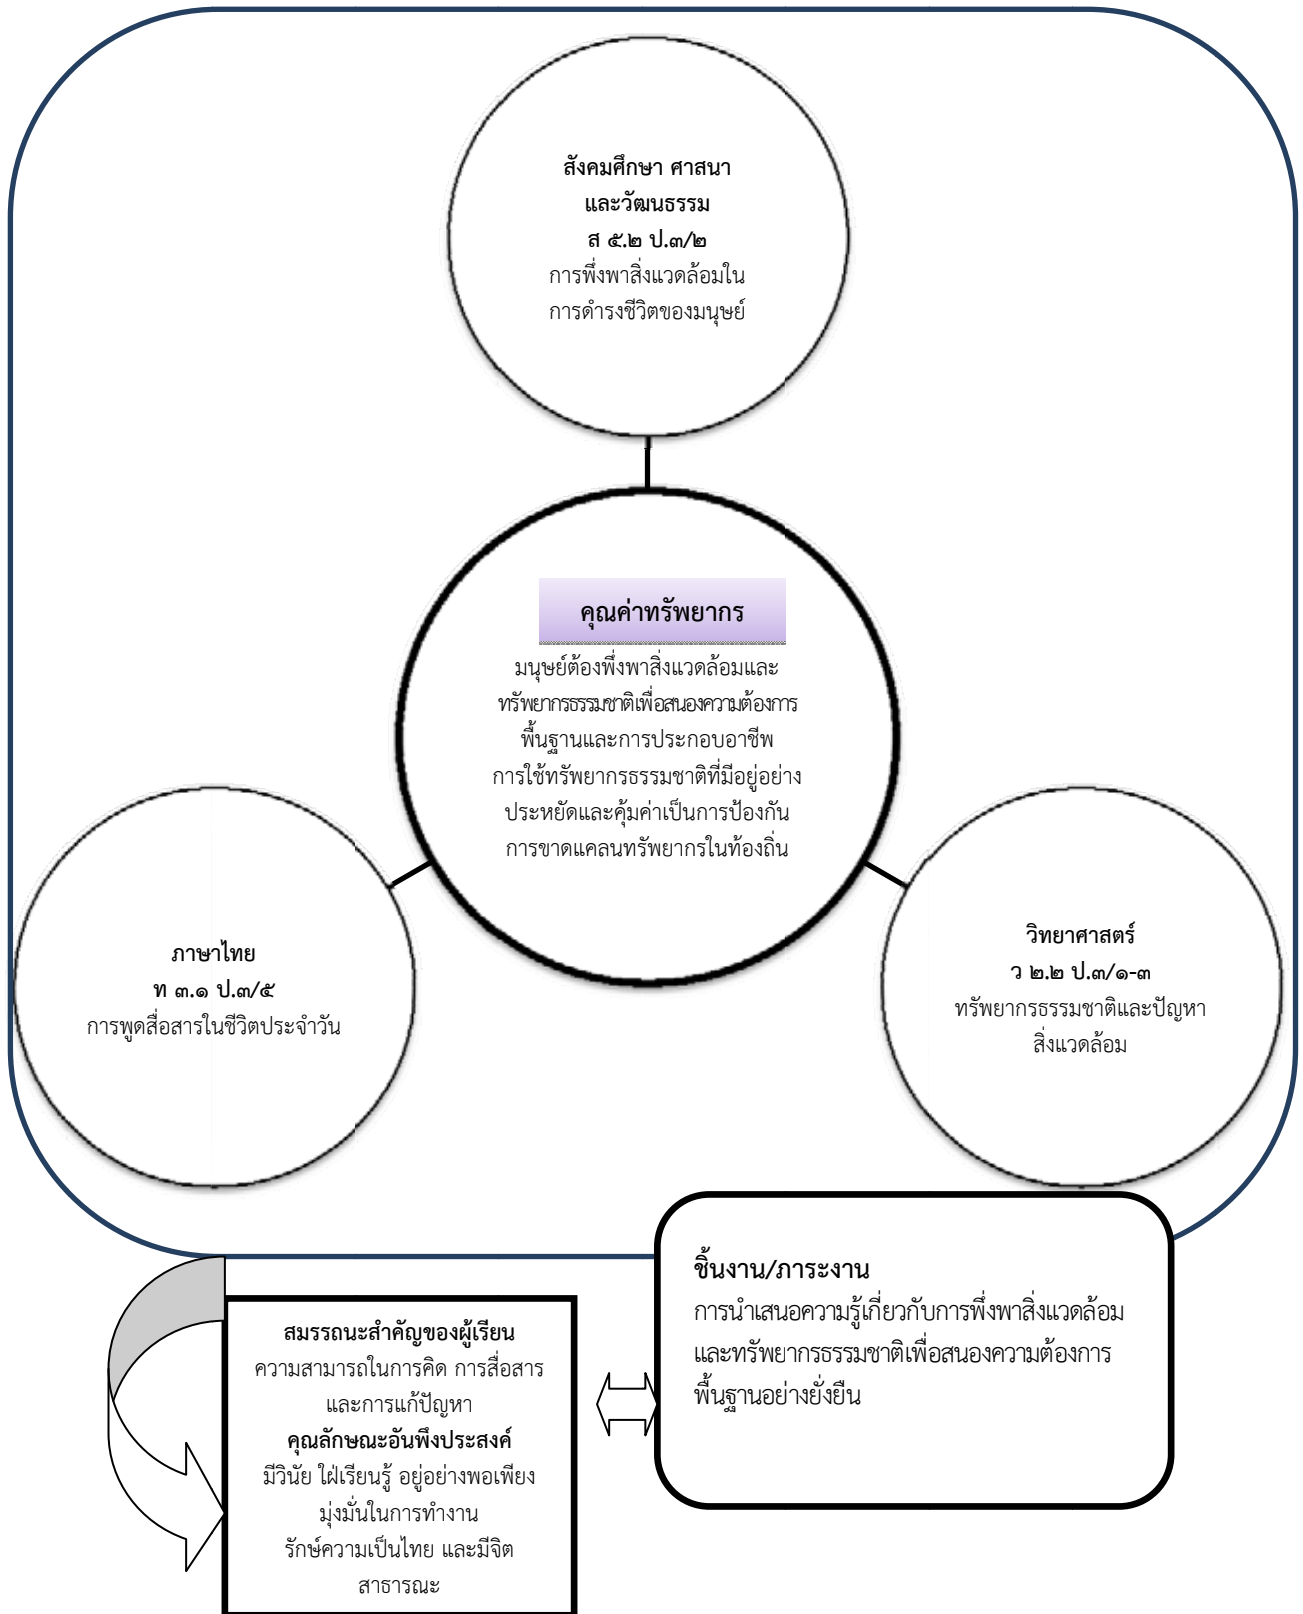 สังคมศึกษา ศาสนา
และวัฒนธรรม
ส ๕.๒ ป.๓/๒
การพึ่งพาสิ่งแวดล้อมใน
การดำรงชีวิตของมนุษย์
คุณค่าทรัพยากร
มนุษย์ต้องพึ่งพาสิ่งแวดล้อมและ
ทรัพยากรธรรมชาติเพื่อสนองความต้องการ
พื้นฐานและการประกอบอาชีพ
การใช้ทรัพยากรธรรมชาติที่มีอยู่อย่าง
ประหยัดและคุ้มค่าเป็นการป้องกัน
การขาดแคลนทรัพยากรในท้องถิ่น
ภาษาไทย
ท ๓.๑ ป.๓/๕
การพูดสื่อสารในชีวิตประจำวัน
วิทยาศาสตร์
ว ๒.๒ ป.๓/๑-๓
ทรัพยากรธรรมชาติและปัญหา
สิ่งแวดล้อม
ชิ้นงาน/ภาระงาน
การนำเสนอความรู้เกี่ยวกับการพึ่งพาสิ่งแวดล้อม
และทรัพยากรธรรมชาติเพื่อสนองความต้องการ
พื้นฐานอย่างยั่งยืน
สมรรถนะสำคัญของผู้เรียน
ความสามารถในการคิด การสื่อสาร
และการแก้ปัญหา
คุณลักษณะอันพึงประสงค์
มีวินัย ใฝ่เรียนรู้ อยู่อย่างพอเพียง
มุ่งมั่นในการทำงาน
รักษ์ความเป็นไทย และมีจิต
สาธารณะ